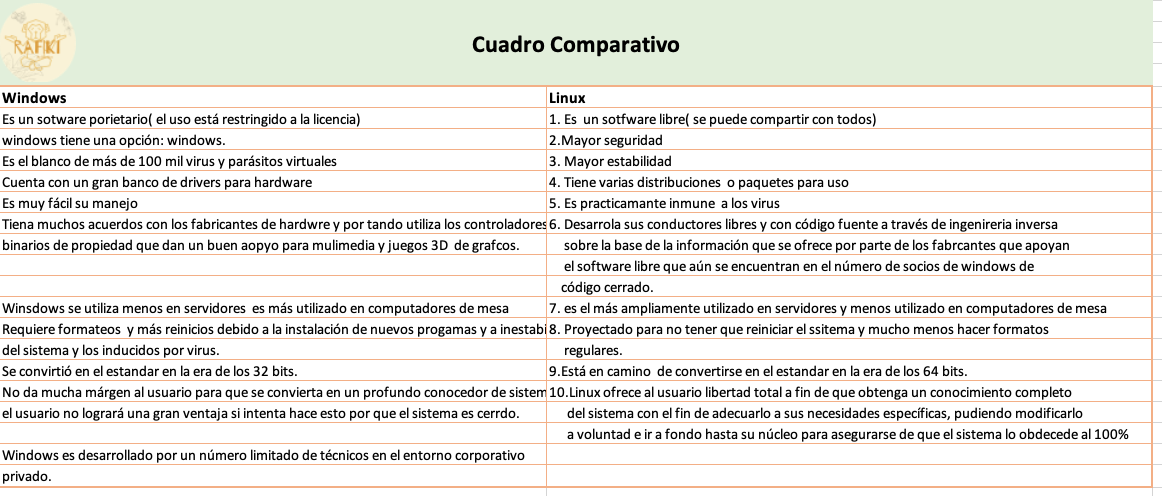 RAFIKI
Cuadro Comparativo
Windows
Linux
Es un sotware porietario( el uso está restringido a la licencia)
1. Es un sotfware libre( se puede compartir con todos)
windows tiene una opción: windows.
2.Mayor seguridad
Es el blanco de más de 100 mil virus y parásitos virtuales
3. Mayor estabilidad
Cuenta con un gran banco de drivers para hardware
4. Tiene varias distribuciones o paquetes para uso
Es muy fácil su manejo
5. Es practicamante inmune a los virus
Tiena muchos acuerdos con los fabricantes de hardwre y por tando utiliza los controladores
6. Desarrola sus conductores libres y con código fuente a través de ingenireria inversa
binarios de propiedad que dan un buen aopyo para mulimedia y juegos 3D de grafcos.
sobre la base de la información que se ofrece por parte de los fabrcantes que apoyan
el software libre que aún se encuentran en el número de socios de windows de
código cerrado.
Winsdows se utiliza menos en servidores es más utilizado en computadores de mesa
7. es el más ampliamente utilizado en servidores y menos utilizado en computadores de mesa
Requiere formateos y más reinicios debido a la instalación de nuevos progamas y a inestabi
8. Proyectado para no tener que reiniciar el ssitema y mucho menos hacer formatos
del sistema y los inducidos por virus.
regulares.
Se convirtió en el estandar en la era de los 32 bits.
9.Está en camino de convertirse en el estandar en la era de los 64 bits.
No da mucha márgen al usuario para que se convierta en un profundo conocedor de sistem
10.Linux ofrece al usuario libertad total a fin de que obtenga un conocimiento completo
el usuario no logrará una gran ventaja si intenta hace esto por que el sistema es cerrdo.
del sistema con el fin de adecuarlo a sus necesidades específicas, pudiendo modificarlo
a voluntad e ir a fondo hasta su núcleo para asegurarse de que el sistema lo obdecede al 100%
Windows es desarrollado por un número limitado de técnicos en el entorno corporativo
privado.